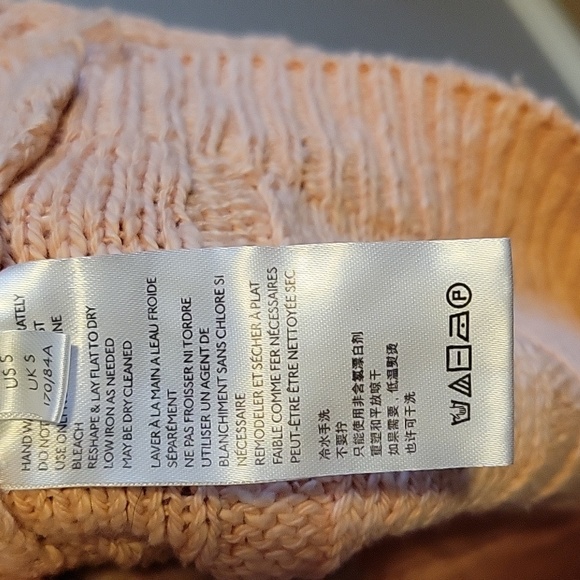 US S
UK S
170/84A
HAND W ATELY
DO NOT
USE ON NE
BLEACH
RESHAPE & LAY FLAT TO DRY
LOW IRON AS NEEDED
MAY BE DRY CLEANED
LAVER À LA MAIN A LEAU FROIDE
SÉPARÉMENT
NE PAS FROISSER NI TORDRE
UTILISER UN AGENT DE
BLANCHIMENT SANS CHLORE SI
NÉCESSAIRE
REMODELER ET SÉCHER À PLAT
FAIBLE COMME FER NÉCESSAIRES
PEUT-ÊTRE ÊTRE NETTOYÉE SEC
冷水手洗
不要拧
只能使用非含氯漂白剂
重塑和平放晾干
如果需要，低温熨烫
也许可干洗
P